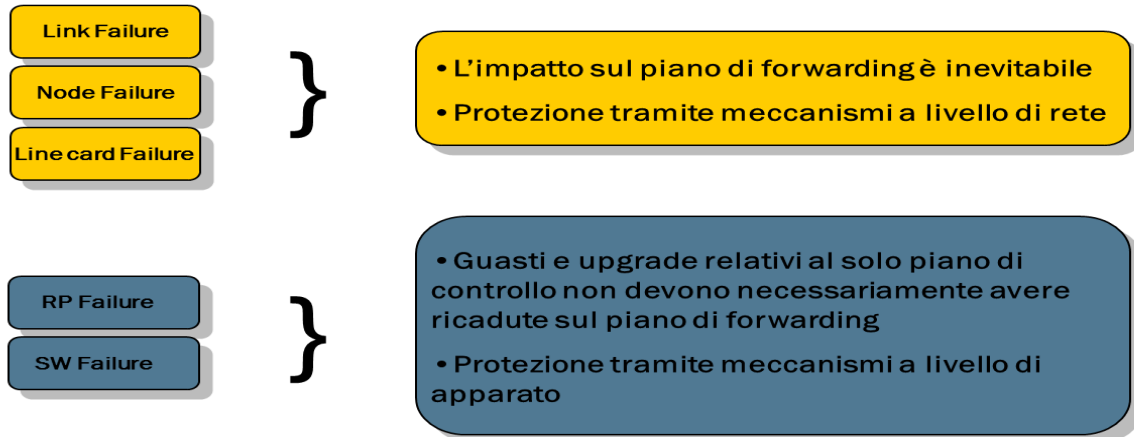 Link Failure
Node Failure
Line card Failure
}
• L'impatto sul piano di forwarding è inevitabile
• Protezione tramite meccanismi a livello di rete
RP Failure
SW Failure
}
• Guasti e upgrade relativi al solo piano di
controllo non devono necessariamente avere
ricadute sul piano di forwarding
• Protezione tramite meccanismi a livello di
apparato